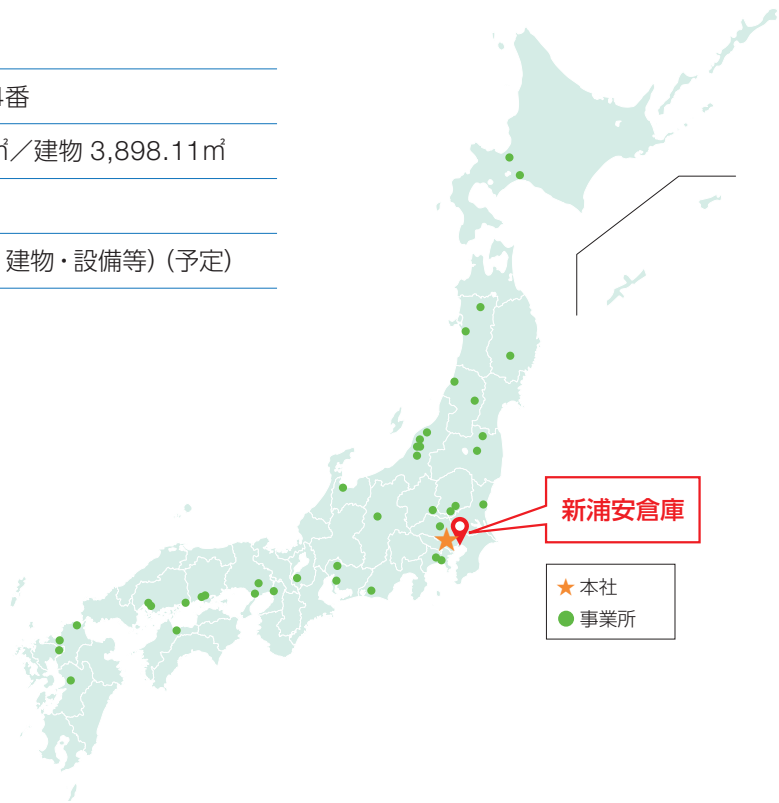 番
㎡／建物 3,898.11㎡
建物・設備等）（予定）
新浦安倉庫
★ 本社
● 事業所